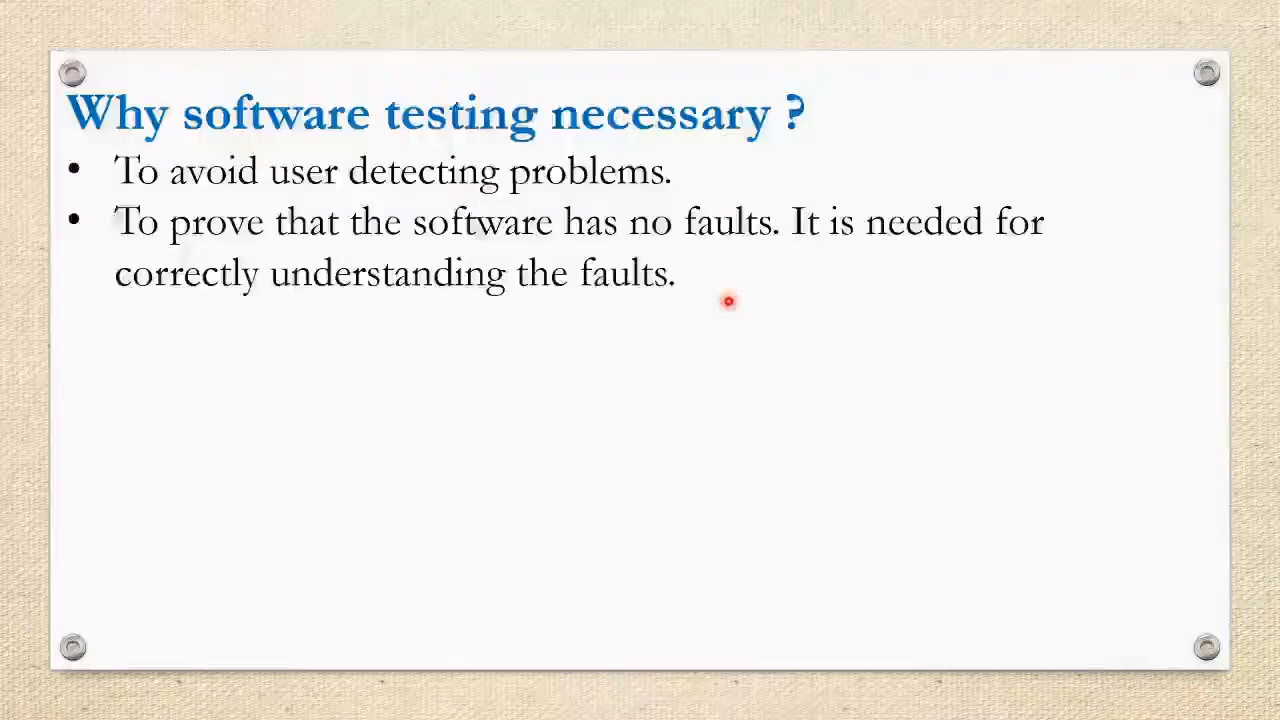 Why software testing necessary ?
• To avoid user detecting problems.
• To prove that the software has no faults. It is needed for
correctly understanding the faults.